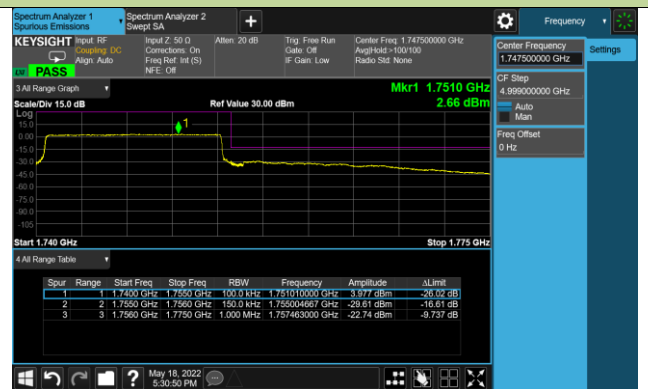 Spectrum Analyzer 1
Spurious Emissions
Spectrum Analyzer 2
Swept SA
Frequency
KEYSIGHT
Input: RF
Coupling: DC
Align: Auto
Input Z: 50 Ω
Corrections: On
Freq Ref: Int (S)
NFE: Off
Atten: 20 dB
Trig: Free Run
Gate: Off
IF Gain: Low
Center Freq: 1.747500000 GHz
Avg|Hold:>100/100
Radio Std: None
PASS
Center Frequency
1.747500000 GHz
Settings
CF Step
4.999000000 GHz
Auto
Man
Freq Offset
0 Hz
3 All Range Graph
Mkr1 1.7510 GHz
Scale/Div 15.0 dB
Ref Value 30.00 dBm
2.66 dBm
Log
15.0
0.00
-15.0
-30.0
-45.0
-60.0
-75.0
-90.0
-105
1
Start 1.740 GHz
Stop 1.775 GHz
4 All Range Table
Spur Range Start Freq Stop Freq RBW Frequency Amplitude ΔLimit
1 1 1.7400 GHz 1.7550 GHz 100.0 kHz 1.751010000 GHz 3.977 dBm -26.02 dB
2 2 1.7550 GHz 1.7560 GHz 150.0 kHz 1.755004667 GHz -29.61 dBm -16.61 dB
3 3 1.7560 GHz 1.7750 GHz 1.000 MHz 1.757463000 GHz -22.74 dBm -9.737 dB
May 18, 2022
5:30:50 PM